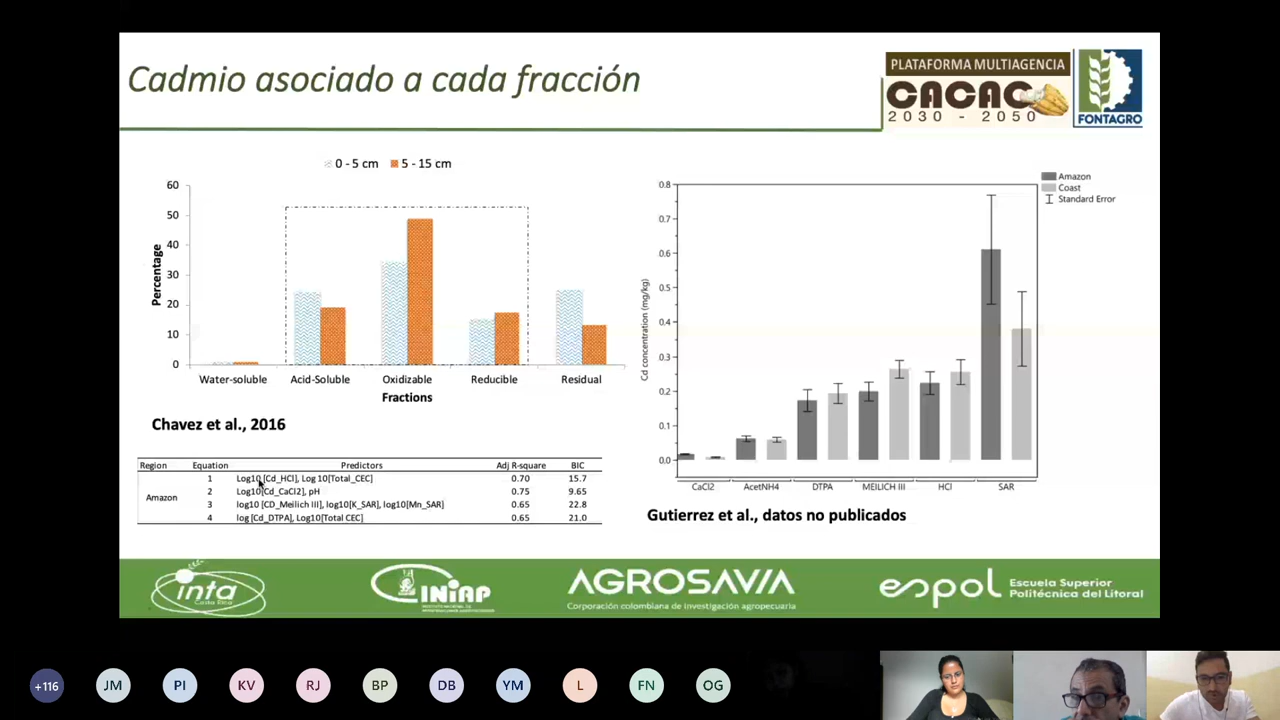 Cadmio asociado a cada fracción
PLATAFORMA MULTIAGENCIA
CACAO
2030 - 2050
FONTAGRO
0 - 5 cm 5 - 15 cm
60
50
40
30
20
10
0
Percentage
Water-soluble Acid-Soluble Oxidizable Reducible Residual
Fractions
Chavez et al., 2016
Region Equation Predictors Adj R-square BIC
Amazon
1 Log10 [Cd_HCl], Log 10[Total_CEC] 0.70 15.7
2 Log10[Cd_CaCl2], pH 0.75 9.65
3 log10 [CD_Meilich III], log10[K_SAR), log10[Mn_SAR) 0.65 22.8
4 log [Cd_DTPA], Log10[Total CEC] 0.65 21.0
Amazon
Coast
Standard Error
0.8
0.7
0.6
0.5
0.4
0.3
0.2
0.1
0.0
Cd concentration (mg/kg)
CaCl2 AcetNH4 DTPA MEILICH III HCl SAR
Gutierrez et al., datos no publicados
inta
Costa Rica
INIAP
AGROSAVIA
Corporación colombiana de investigación agropecuaria
espol
Escuela Superior
Politécnica del Litoral
+116 JM PI KV RJ BP DB YM L FN OG